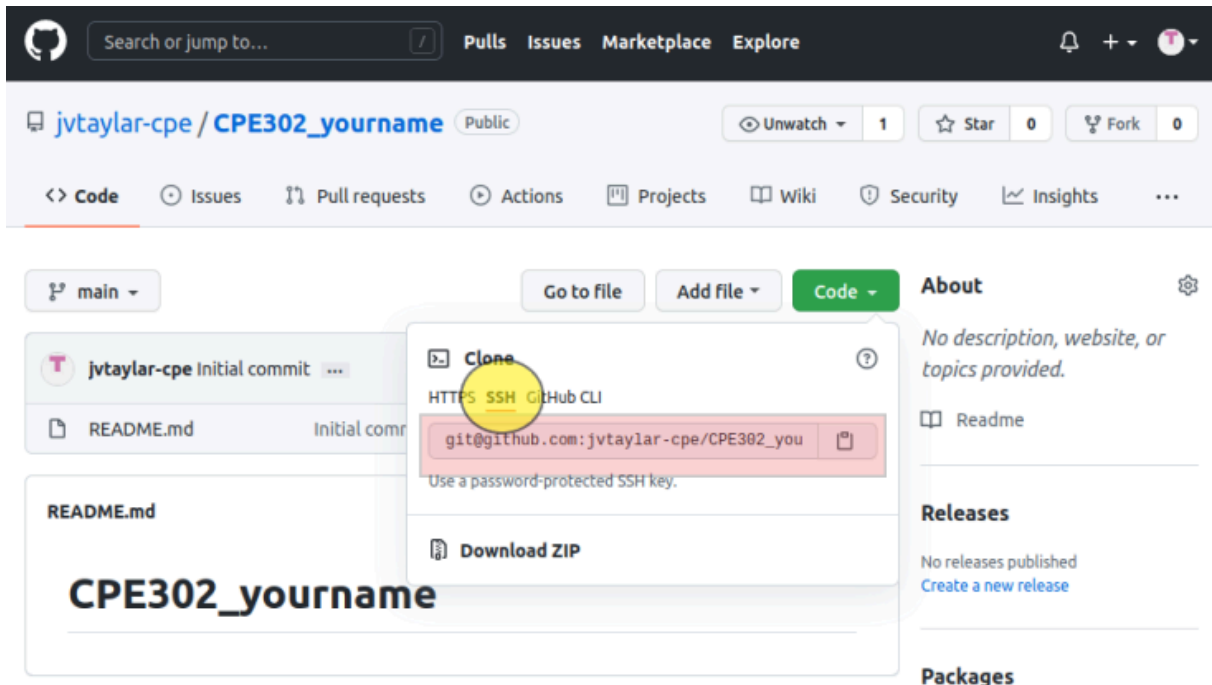 Search or jump to... / Pulls Issues Marketplace Explore
jvtaylar-cpe / CPE302_yourname Public Unwatch 1 Star 0 Fork 0
<> Code Issues Pull requests Actions Projects Wiki Security Insights ...
main Go to file Add file Code
jvtaylar-cpe Initial commit ...
README.md Initial comm
Clone
HTTPS SSH GitHub CLI
git@github.com:jvtaylar-cpe/CPE302_you
Use a password-protected SSH key.
Download ZIP
README.md
CPE302_yourname
About
No description, website, or
topics provided.
Readme
Releases
No releases published
Create a new release
Packages